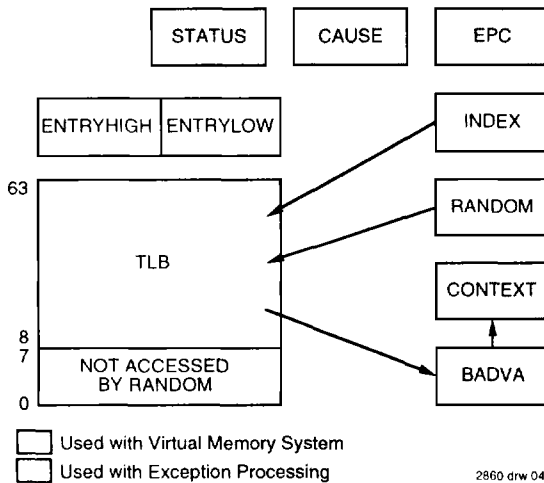 STATUS CAUSE EPC
ENTRYHIGH ENTRYLOW INDEX
63
RANDOM
TLB
CONTEXT
8
7
NOT ACCESSED
BY RANDOM
BADVA
0
Used with Virtual Memory System
Used with Exception Processing
2860 drw 04